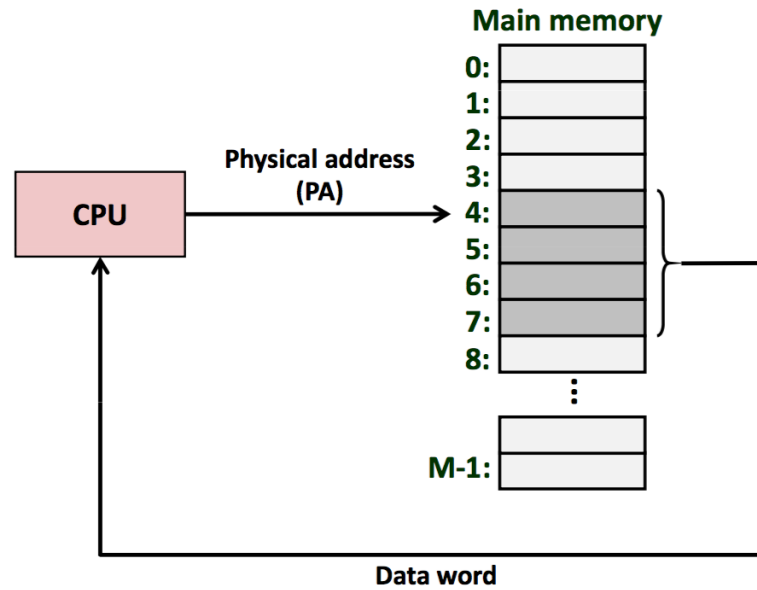 Main memory
0:
1:
2:
3:
Physical address
(PA)
CPU
4:
5:
6:
7:
8:
M-1:
Data word